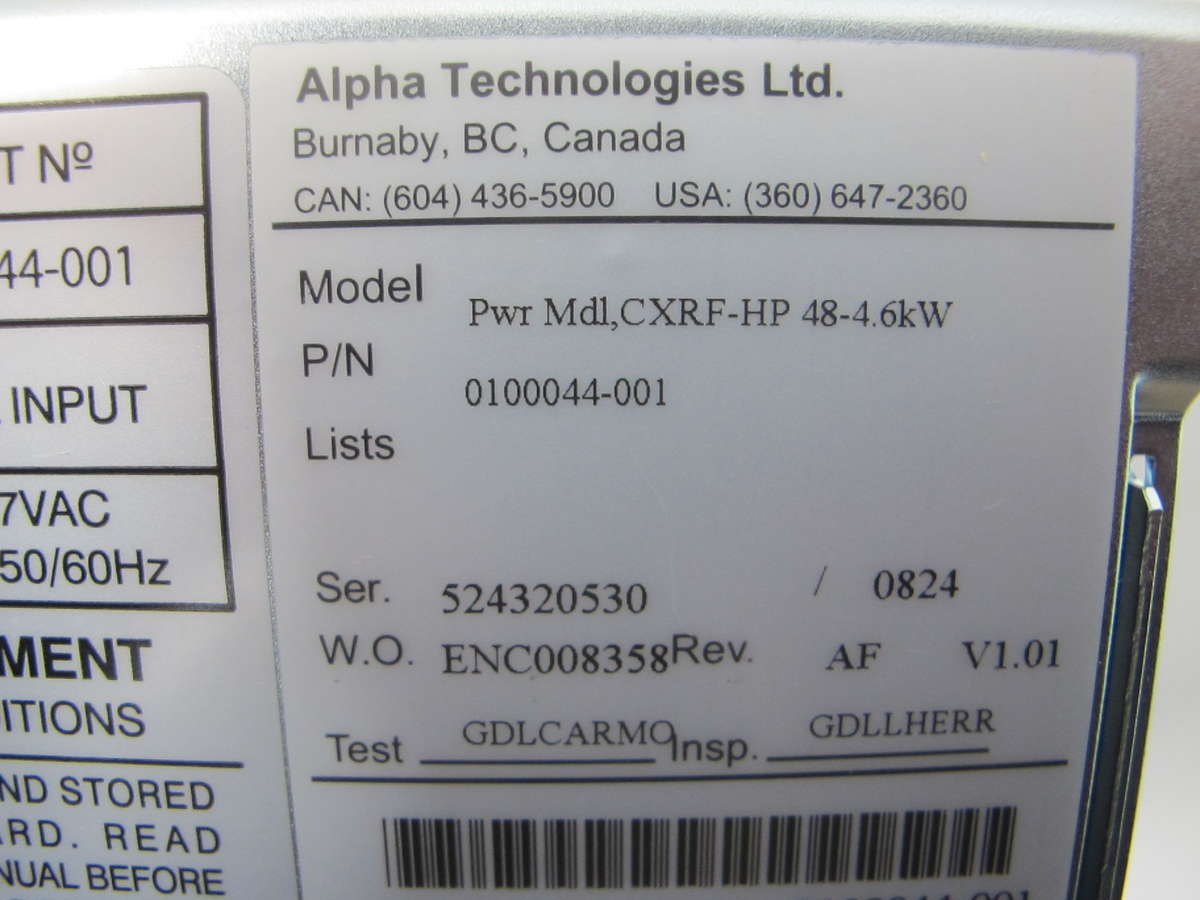 T Nº
44-001
INPUT
7VAC
50/60Hz
MENT
ITIONS
ND STORED
ARD. READ
NUAL BEFORE
Alpha Technologies Ltd.
Burnaby, BC, Canada
CAN: (604) 436-5900 USA: (360) 647-2360
Model Pwr Mdl,CXRF-HP 48-4.6kW
P/N 0100044-001
Lists
Ser. 524320530 / 0824
W.O. ENC008358 Rev. AF V1.01
Test GDLCARMO Insp. GDLLHERR